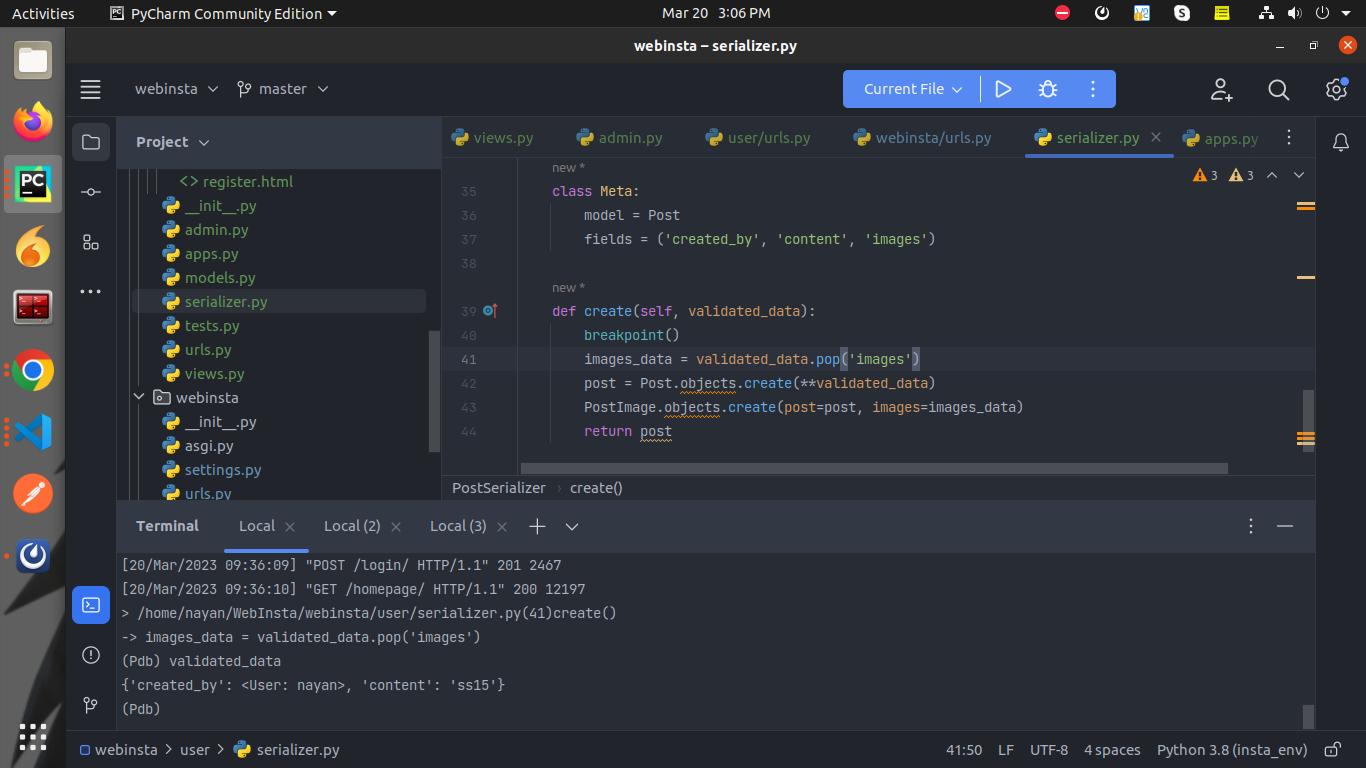 Activities PyCharm Community Edition Mar 20 3:06 PM
webinsta – serializer.py
webinsta master Current File
Project views.py admin.py user/urls.py webinsta/urls.py serializer.py apps.py
<> register.html
__init__.py
admin.py
apps.py
models.py
serializer.py
tests.py
urls.py
views.py
webinsta
__init__.py
asgi.py
settings.py
urls.py
new *
3 3
35 class Meta:
36 model = Post
37 fields = ('created_by', 'content', 'images')
38
new *
39 def create(self, validated_data):
40 breakpoint()
41 images_data = validated_data.pop('images')
42 post = Post.objects.create(**validated_data)
43 PostImage.objects.create(post=post, images=images_data)
44 return post
PostSerializer › create()
Terminal Local Local (2) Local (3)
[20/Mar/2023 09:36:09] "POST /login/ HTTP/1.1" 201 2467
[20/Mar/2023 09:36:10] "GET /homepage/ HTTP/1.1" 200 12197
> /home/nayan/WebInsta/webinsta/user/serializer.py(41)create()
-> images_data = validated_data.pop('images')
(Pdb) validated_data
{'created_by': <User: nayan>, 'content': 'ss15'}
(Pdb)
webinsta > user > serializer.py 41:50 LF UTF-8 4 spaces Python 3.8 (insta_env)